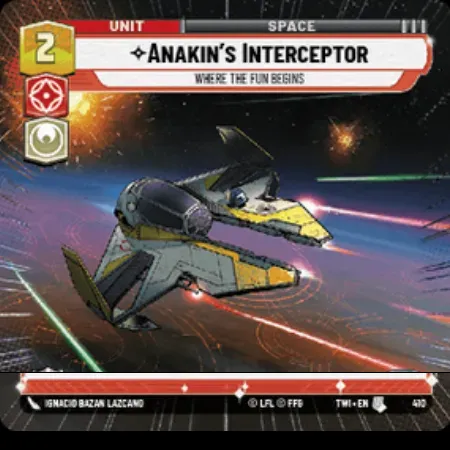 UNIT SPACE
2 Anakin's Interceptor
WHERE THE FUN BEGINS
IGNACIO BAZAN LAZCANO © LFL © FFG TWI • EN 410